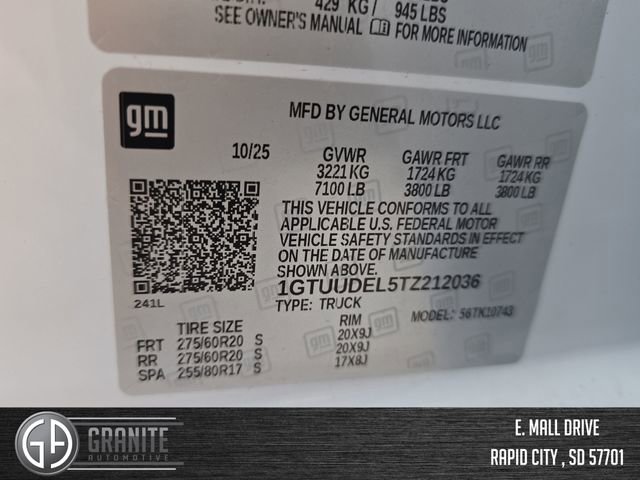 429 KG / 945 LBS
SEE OWNER'S MANUAL FOR MORE INFORMATION
gm
MFD BY GENERAL MOTORS LLC
10/25 GVWR GAWR FRT GAWR RR
3221 KG 1724 KG 1724 KG
7100 LB 3800 LB 3800 LB
THIS VEHICLE CONFORMS TO ALL
APPLICABLE U.S. FEDERAL MOTOR
VEHICLE SAFETY STANDARDS IN EFFECT
ON THE DATE OF MANUFACTURE
1GTUUDEL5TZ212036
241L TYPE: TRUCK MODEL: 56TK10743
TIRE SIZE RIM
FRT 275/60R20 S 20X9J
RR 275/60R20 S 20X9J
SPA 255/80R17 S 17X8J
GA GRANITE
AUTOMOTIVE
E. MALL DRIVE
RAPID CITY , SD 57701